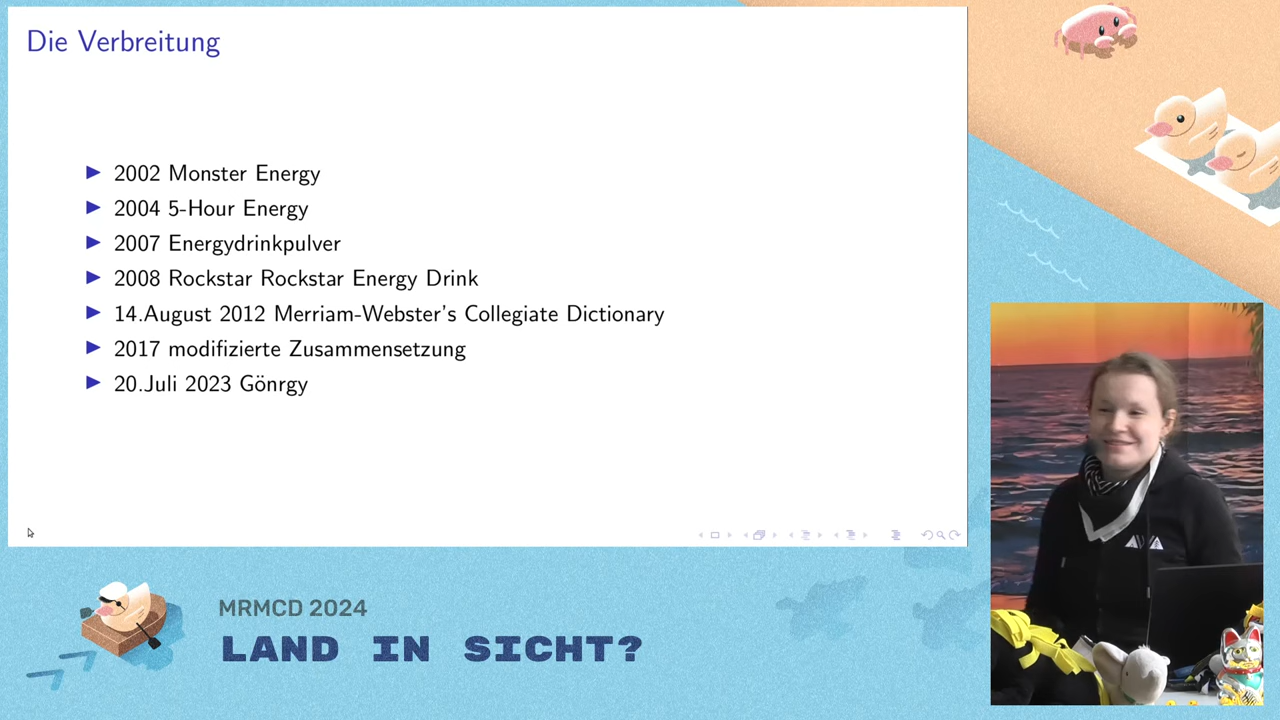 Die Verbreitung
2002 Monster Energy
2004 5-Hour Energy
2007 Energydrinkpulver
2008 Rockstar Rockstar Energy Drink
14.August 2012 Merriam-Webster's Collegiate Dictionary
2017 modifizierte Zusammensetzung
20.Juli 2023 Gönrgy
MRMCD 2024
LAND IN SICHT?